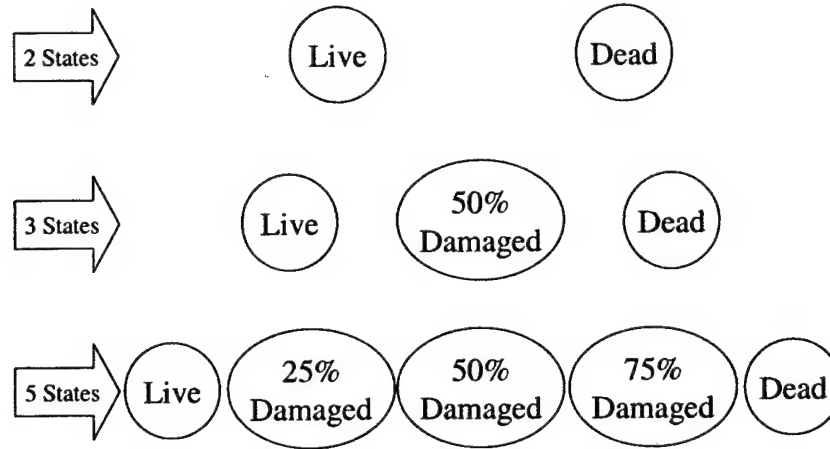 2 States
Live
Dead
3 States
Live
50%
Damaged
Dead
5 States
Live
25%
Damaged
50%
Damaged
75%
Damaged
Dead